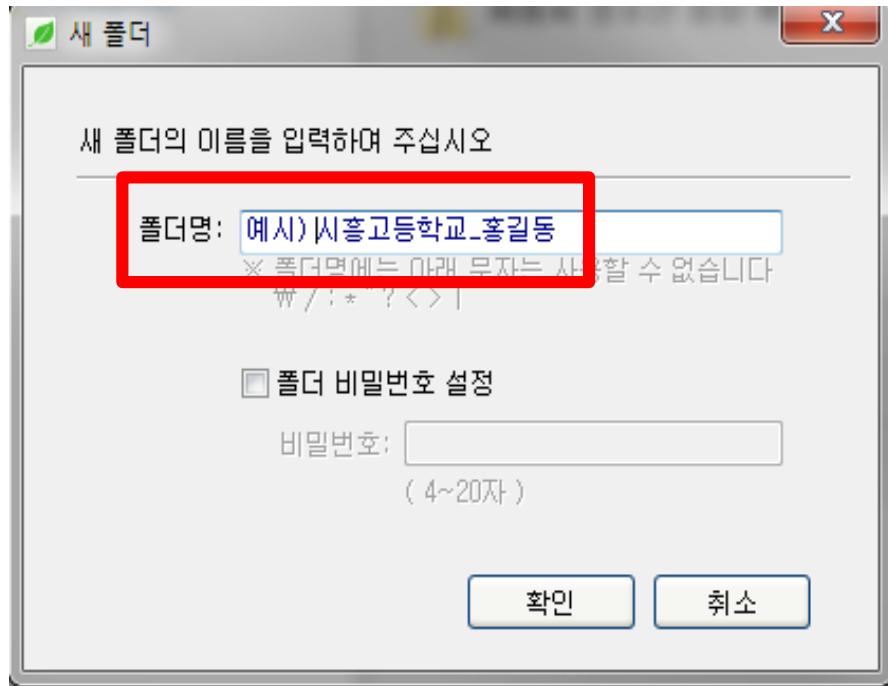 새 폴더
새 폴더의 이름을 입력하여 주십시오
폴더명: 예시) 시흥고등학교_홍길동
※ 폴더명에는 아래 문자는 사용할 수 없습니다
₩ / : * " ? < > |
폴더 비밀번호 설정
비밀번호:
( 4~20자 )
확인 취소